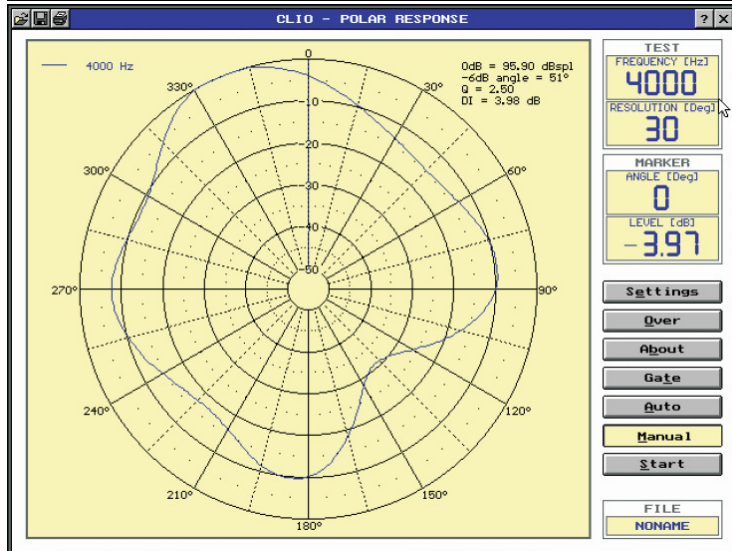 CLIO - POLAR RESPONSE
? ×
4000 Hz
0dB = 95.90 dBspl
-6dB angle = 51°
Q = 2.50
DI = 3.98 dB
0
30°
60°
90°
120°
150°
180°
210°
240°
270°
300°
330°
-10
-20
-30
-40
-50
TEST
FREQUENCY [Hz]
4000
RESOLUTION [Deg]
30
MARKER
ANGLE [Deg]
0
LEVEL [dB]
-3.97
Settings
Over
About
Gate
Auto
Manual
Start
FILE
NONAME